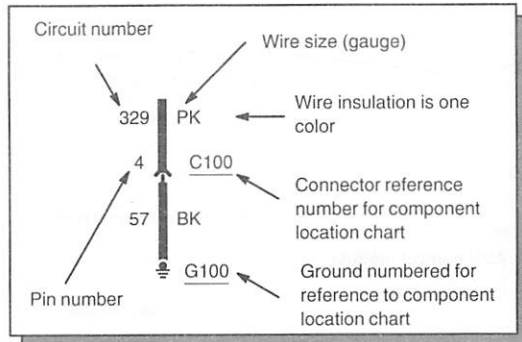 Circuit number
Wire size (gauge)
329 PK
Wire insulation is one
color
4 C100
Connector reference
number for component
location chart
57 BK
G100
Ground numbered for
reference to component
location chart
Pin number